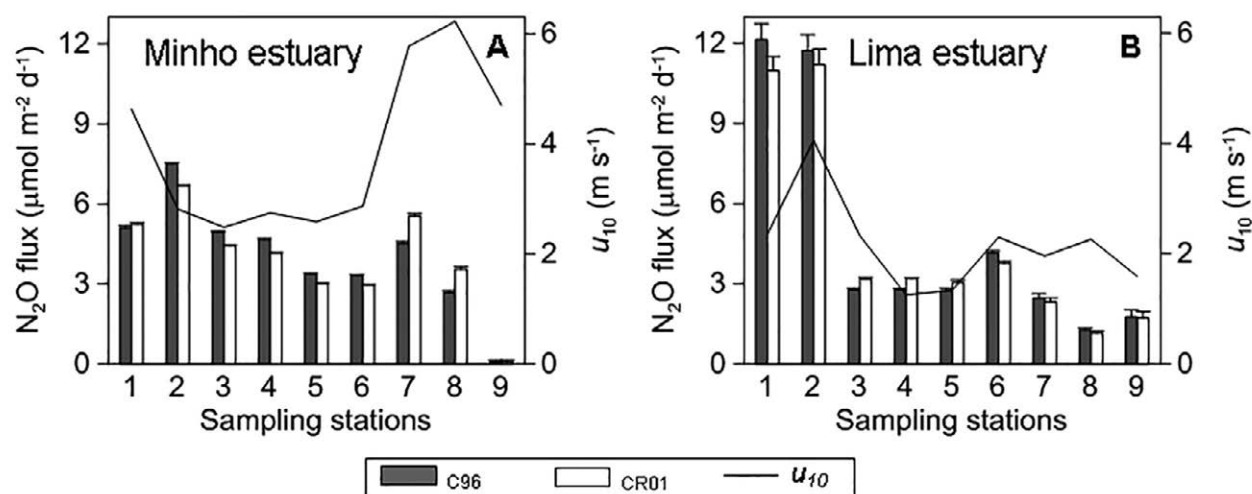 Minho estuary A
N₂O flux (μmol m⁻² d⁻¹)
12
9
6
3
0
6
4
2
0
u₁₀ (m s⁻¹)
1 2 3 4 5 6 7 8 9
Sampling stations
Lima estuary B
N₂O flux (μmol m⁻² d⁻¹)
12
9
6
3
0
6
4
2
0
u₁₀ (m s⁻¹)
1 2 3 4 5 6 7 8 9
Sampling stations
C96 CR01 u₁₀